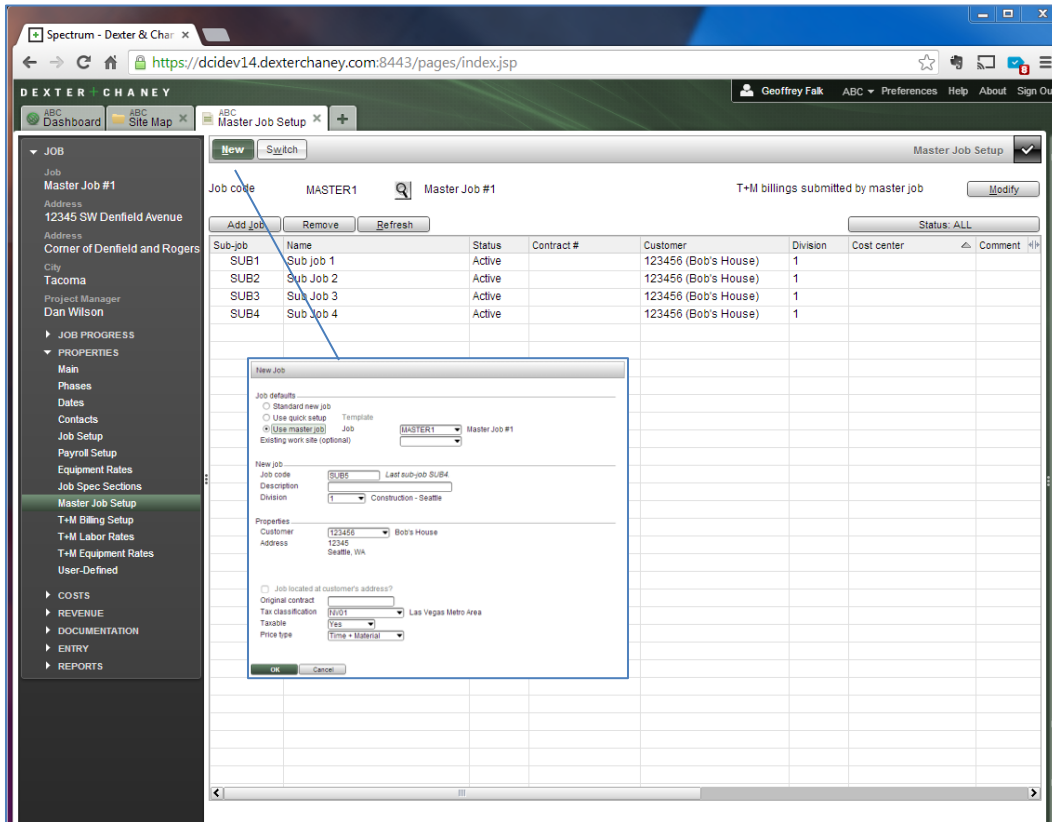 Spectrum - Dexter & Char
https://dcidev14.dexterchaney.com:8443/pages/index.jsp
8
DEXTER+CHANEY
Geoffrey Falk ABC Preferences Help About Sign Ou
ABC Dashboard
ABC Site Map
ABC Master Job Setup
JOB
Job
Master Job #1
Address
12345 SW Denfield Avenue
Address
Corner of Denfield and Rogers
City
Tacoma
Project Manager
Dan Wilson
JOB PROGRESS
PROPERTIES
Main
Phases
Dates
Contacts
Job Setup
Payroll Setup
Equipment Rates
Job Spec Sections
Master Job Setup
T+M Billing Setup
T+M Labor Rates
T+M Equipment Rates
User-Defined
COSTS
REVENUE
DOCUMENTATION
ENTRY
REPORTS
New Switch Master Job Setup
Job code MASTER1 Master Job #1 T+M billings submitted by master job Modify
Add Job Remove Refresh Status: ALL
Sub-job Name Status Contract # Customer Division Cost center Comment
SUB1 Sub job 1 Active 123456 (Bob's House) 1
SUB2 Sub Job 2 Active 123456 (Bob's House) 1
SUB3 Sub Job 3 Active 123456 (Bob's House) 1
SUB4 Sub Job 4 Active 123456 (Bob's House) 1
New Job
Job defaults
Standard new job
Use quick setup Template
Use master job Job MASTER1 Master Job #1
Existing work site (optional)
New job
Job code SUB5 Last sub-job SUB4.
Description
Division 1 Construction - Seattle
Properties
Customer 123456 Bob's House
Address 12345
Seattle, WA
Job located at customer's address?
Original contract
Tax classification NV01 Las Vegas Metro Area
Taxable Yes
Price type Time + Material
OK Cancel